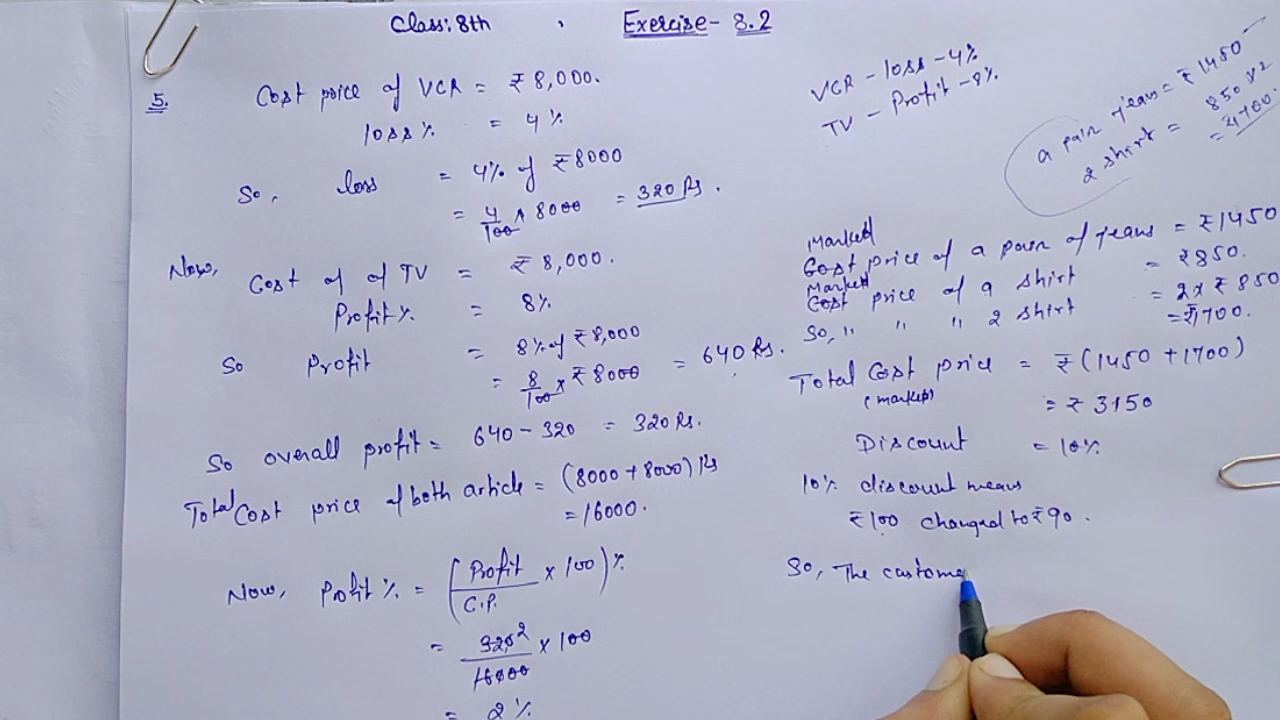 Class: 8th , Exercise- 8.2
5. Cost price of VCR = ₹ 8,000.
loss% = 4%
So, loss = 4% of ₹8000
= 4/100 × 8000 = 320 Rs.
Now, Cost of of TV = ₹ 8,000.
Profit% = 8%
So Profit = 8% of ₹8,000
= 8/100 × ₹ 8000 = 640 Rs.
So overall profit = 640 - 320 = 320 Rs.
Total Cost price of both article = (8000 + 8000) Rs
= 16000.
Now, Profit % = (Profit/C.P. × 100) %
= 320 2/16000 × 100
= 2%
VCR - loss - 4%
TV - Profit - 8%
a pair jeans = ₹ 1450
2 shirt = 850 × 2
= ₹1700.
Marked
Cost price of a pair of jeans = ₹1450
Marked
Cost price of a shirt = ₹850.
So, " " " 2 shirt = 2 × ₹ 850
= ₹1700.
Total Cost price = ₹ (1450 + 1700)
(marked)
= ₹ 3150
Discount = 10%
10% discount means
₹100 changed to ₹90.
So, The custome